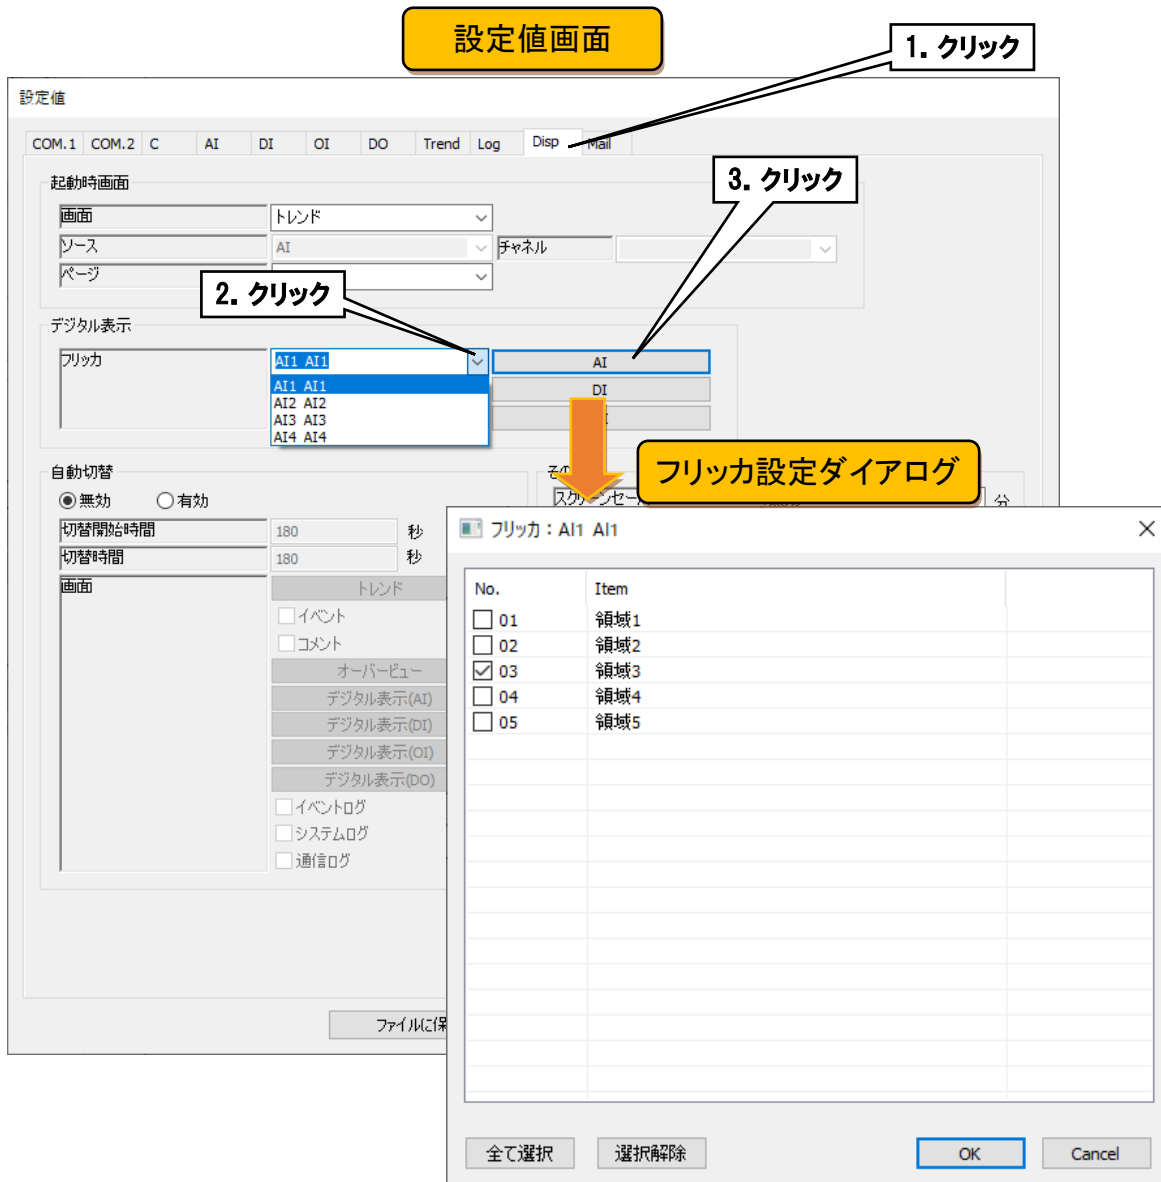 設定値画面
1. クリック
設定値
COM.1 COM.2 C AI DI OI DO Trend Log Disp Mail
3. クリック
起動時画面
画面 トレンド
ソース AI チャネル
ページ
2. クリック
デジタル表示
フリッカ AI1 AI1 AI
AI1 AI1 DI
AI2 AI2
AI3 AI3
AI4 AI4
フリッカ設定ダイアログ
自動切替
無効 有効 分
切替開始時間 180 秒
切替時間 180 秒
画面 トレンド
イベント
コメント
オーバービュー
デジタル表示(AI)
デジタル表示(DI)
デジタル表示(OI)
デジタル表示(DO)
イベントログ
システムログ
通信ログ
ファイルに保
フリッカ：AI1 AI1
No. Item
01 領域1
02 領域2
03 領域3
04 領域4
05 領域5
全て選択 選択解除 OK Cancel